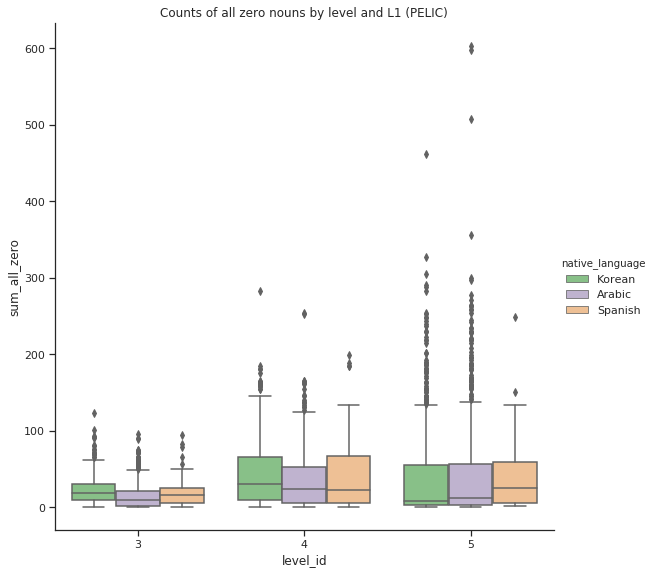 Counts of all zero nouns by level and L1 (PELIC)
600
500
400
300
200
100
0
sum_all_zero
3
4
5
level_id
native_language
Korean
Arabic
Spanish